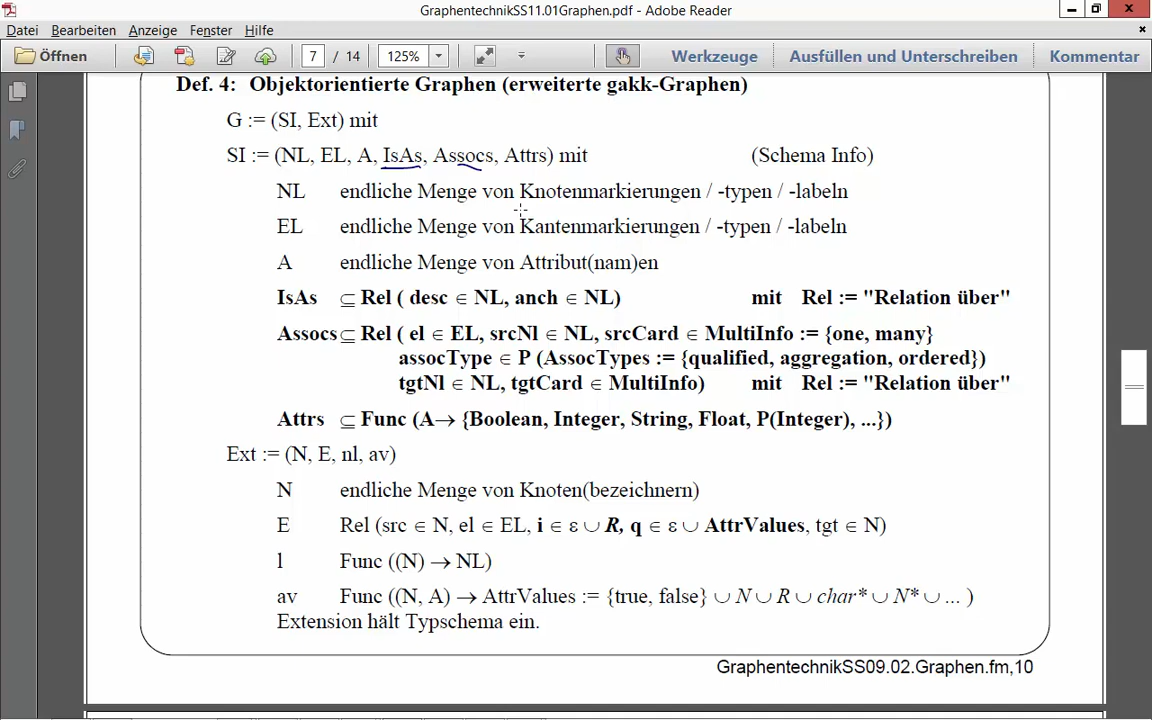 GraphentechnikSS11.01Graphen.pdf - Adobe Reader
Datei Bearbeiten Anzeige Fenster Hilfe
Öffnen 7 / 14 125% Werkzeuge Ausfüllen und Unterschreiben Kommentar
Def. 4: Objektorientierte Graphen (erweiterte gakk-Graphen)
G := (SI, Ext) mit
SI := (NL, EL, A, IsAs, Assocs, Attrs) mit (Schema Info)
NL endliche Menge von Knotenmarkierungen / -typen / -labeln
EL endliche Menge von Kantenmarkierungen / -typen / -labeln
A endliche Menge von Attribut(nam)en
IsAs ⊆ Rel ( desc ∈ NL, anch ∈ NL) mit Rel := "Relation über"
Assocs ⊆ Rel ( el ∈ EL, srcNl ∈ NL, srcCard ∈ MultiInfo := {one, many}
assocType ∈ P (AssocTypes := {qualified, aggregation, ordered})
tgtNl ∈ NL, tgtCard ∈ MultiInfo) mit Rel := "Relation über"
Attrs ⊆ Func (A→ {Boolean, Integer, String, Float, P(Integer), ...})
Ext := (N, E, nl, av)
N endliche Menge von Knoten(bezeichnern)
E Rel (src ∈ N, el ∈ EL, i ∈ ε ∪ R, q ∈ ε ∪ AttrValues, tgt ∈ N)
l Func ((N) → NL)
av Func ((N, A) → AttrValues := {true, false} ∪ N ∪ R ∪ char* ∪ N* ∪ ... )
Extension hält Typschema ein.
GraphentechnikSS09.02.Graphen.fm,10